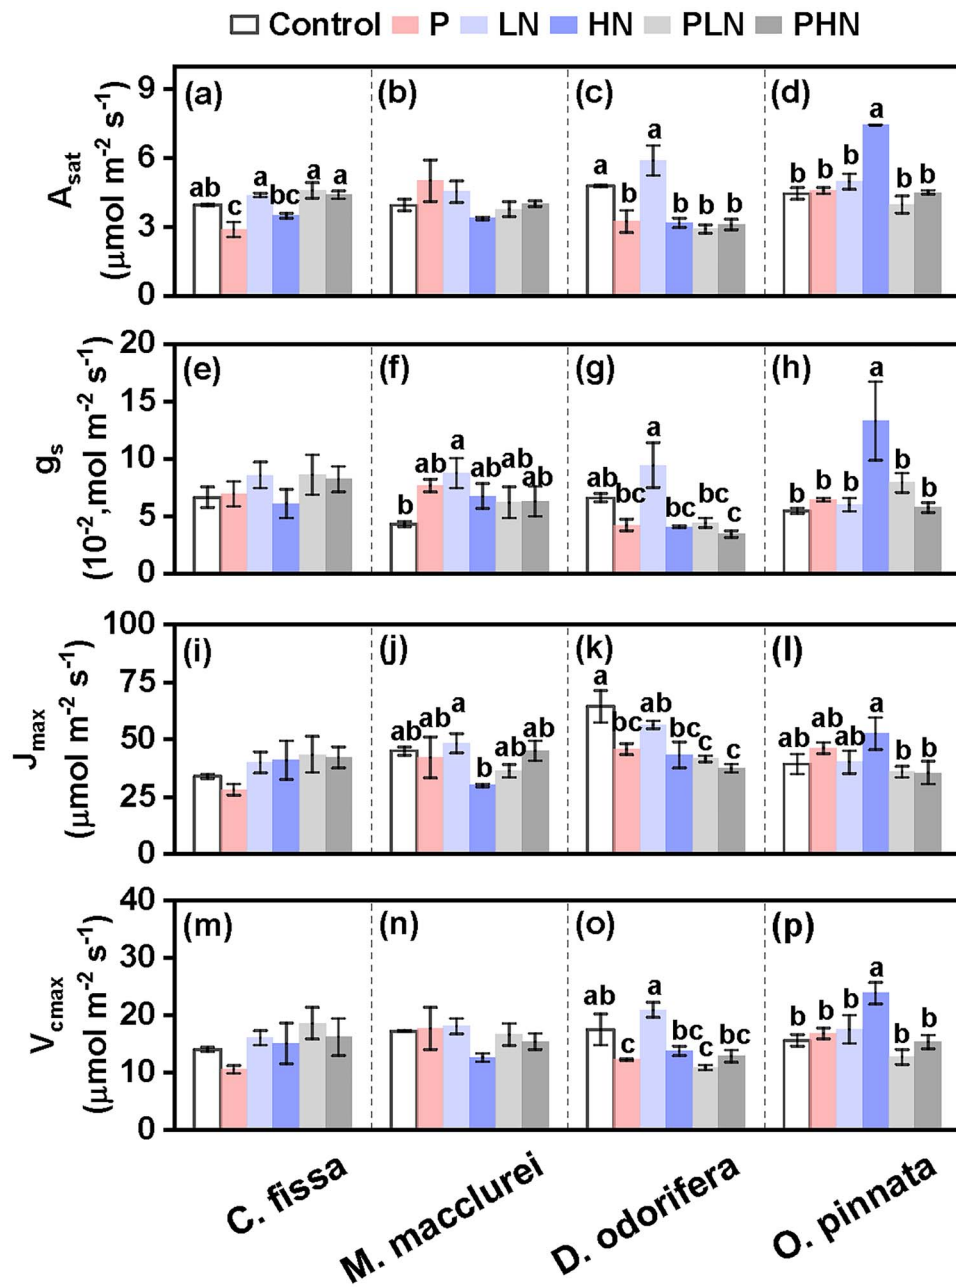 Control P LN HN PLN PHN
A_sat (μmol m⁻² s⁻¹)
9
6
3
0
(a) (b) (c) (d)
ab c a bc a a
a b a b b b
b b b a b b
g_s (10⁻²,mol m⁻² s⁻¹)
20
15
10
5
0
(e) (f) (g) (h)
b ab a ab ab ab
ab bc a bc bc c
b b b a b b
J_max (μmol m⁻² s⁻¹)
100
75
50
25
0
(i) (j) (k) (l)
ab ab a b ab ab
a bc ab bc c c
ab ab ab a b b
V_cmax (μmol m⁻² s⁻¹)
40
30
20
10
0
(m) (n) (o) (p)
ab c a bc c bc
b b b a b b
C. fissa
M. macclurei
D. odorifera
O. pinnata